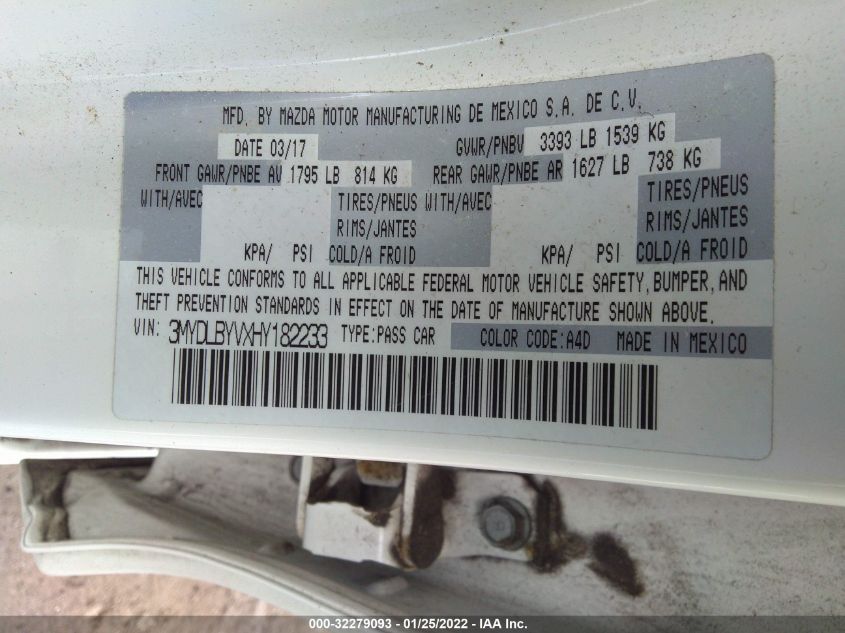 MFD. BY MAZDA MOTOR MANUFACTURING DE MEXICO S.A. DE C.V.
DATE 03/17 GVWR/PNBV 3393 LB 1539 KG
FRONT GAWR/PNBE AV 1795 LB 814 KG REAR GAWR/PNBE AR 1627 LB 738 KG
WITH/AVEC TIRES/PNEUS WITH/AVEC TIRES/PNEUS
RIMS/JANTES RIMS/JANTES
KPA/ PSI COLD/A FROID KPA/ PSI COLD/A FROID
THIS VEHICLE CONFORMS TO ALL APPLICABLE FEDERAL MOTOR VEHICLE SAFETY, BUMPER, AND
THEFT PREVENTION STANDARDS IN EFFECT ON THE DATE OF MANUFACTURE SHOWN ABOVE.
VIN: 3MYDLBYVXHY182233 TYPE:PASS CAR COLOR CODE:A4D MADE IN MEXICO
000-32279093 - 01/25/2022 - IAA Inc.